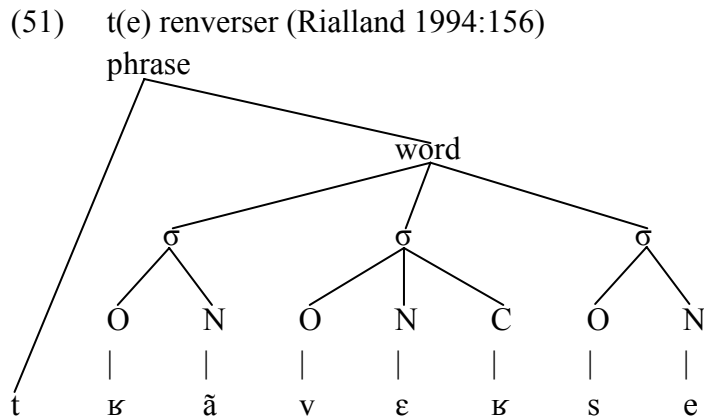 (51) t(e) renverser (Rialland 1994:156)
phrase
word
σ σ σ
O N O N C O N
| | | | | | |
t ʁ ã v ɛ ʁ s e